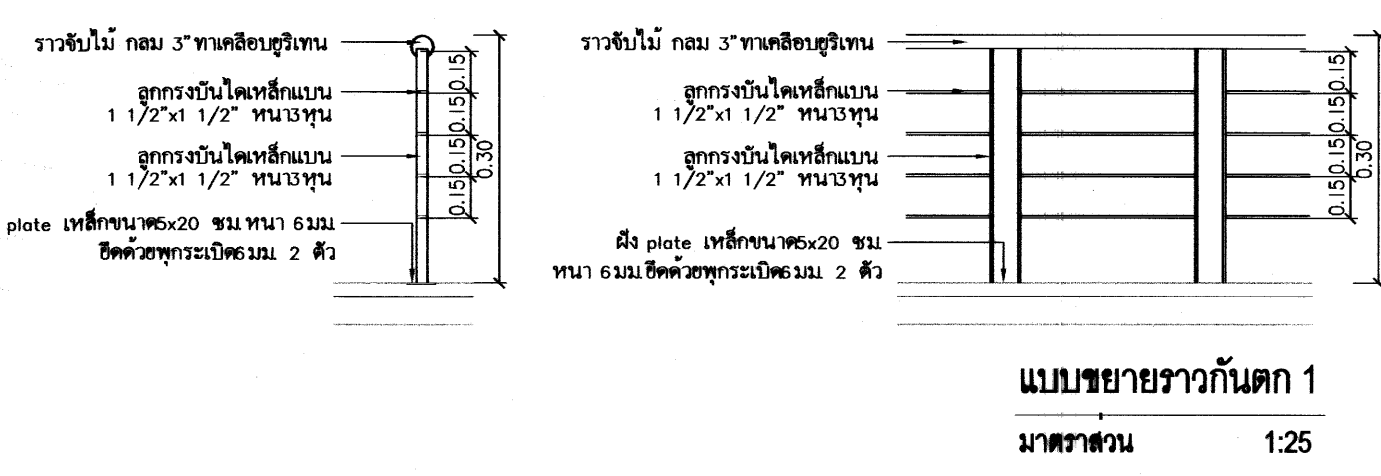 ราวจับไม้ กลม 3"ทาเคลือบยูริเทน
ลูกกรงบันไดเหล็กแบน
1 1/2"x1 1/2" หนา3หุน
ลูกกรงบันไดเหล็กแบน
1 1/2"x1 1/2" หนา3หุน
plate เหล็กขนาด5x20 ซม.หนา 6มม.
ยึดด้วยพุกระเบิด6มม. 2 ตัว
0.15
0.15
0.15
0.15
0.30
ราวจับไม้ กลม 3"ทาเคลือบยูริเทน
ลูกกรงบันไดเหล็กแบน
1 1/2"x1 1/2" หนา3หุน
ลูกกรงบันไดเหล็กแบน
1 1/2"x1 1/2" หนา3หุน
ฝัง plate เหล็กขนาด5x20 ซม.
หนา 6มม.ยึดด้วยพุกระเบิด6มม. 2 ตัว
0.15
0.15
0.15
0.15
0.30
แบบขยายราวกันตก 1
มาตราส่วน 1:25